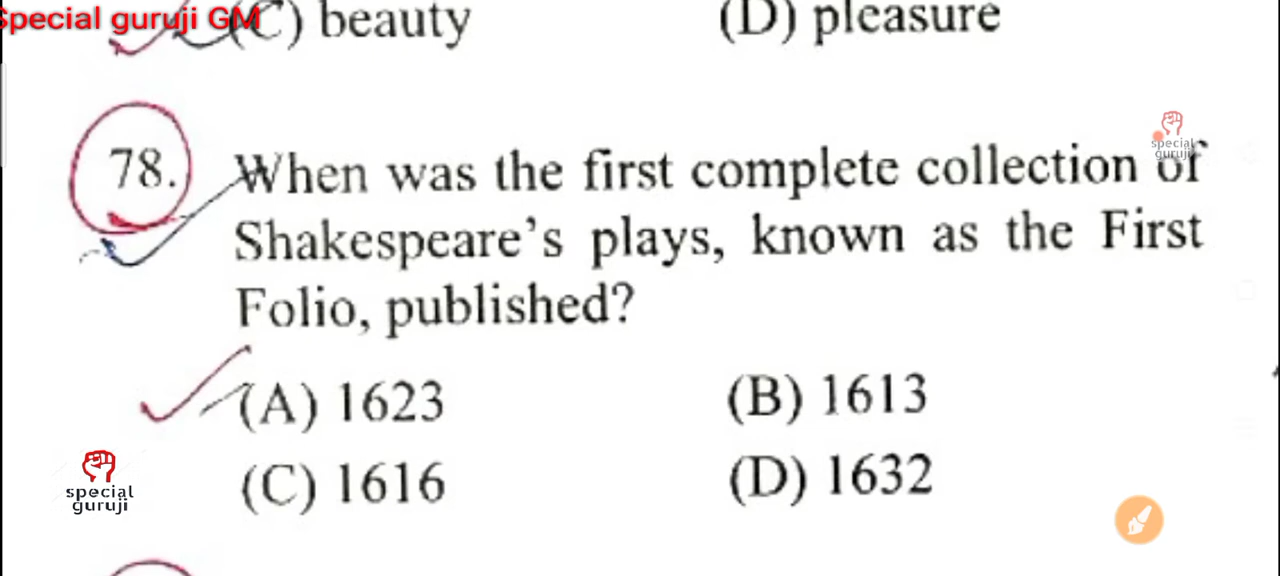 Special guruji GM
(C) beauty (D) pleasure
78. When was the first complete collection of
special
guruji
Shakespeare’s plays, known as the First
Folio, published?
(A) 1623 (B) 1613
(C) 1616 (D) 1632
special
guruji